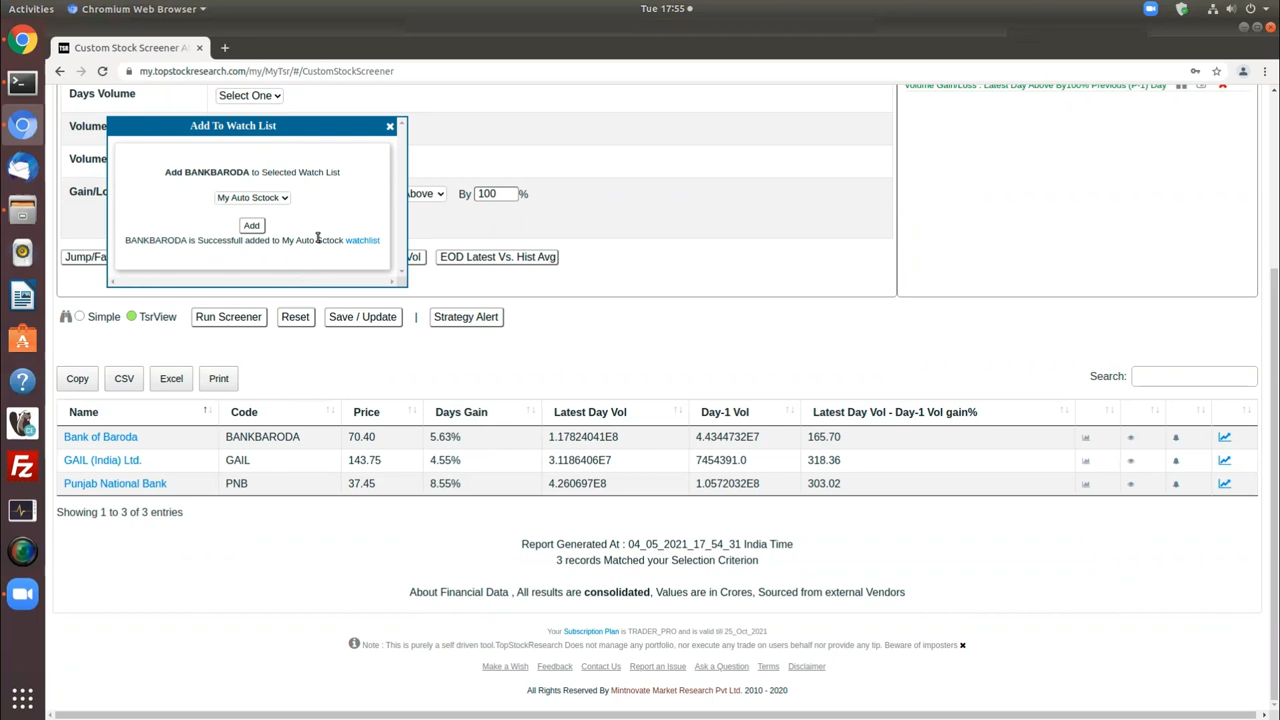 Activities
Chromium Web Browser
Tue 17:55
TSR
Custom Stock Screener A
my.topstockresearch.com/my/MyTsr/#/CustomStockScreener
Days Volume
Select One
Volume Gain/Loss : Latest Day Above By100% Previous (P-1) Day
Volume
Volume
Gain/Lo
Above
By 100 %
Add To Watch List
Add BANKBARODA to Selected Watch List
My Auto Sctock
Add
BANKBARODA is Successfull added to My Auto Sctock watchlist
Jump/Fa
Vol
EOD Latest Vs. Hist Avg
Simple TsrView Run Screener Reset Save / Update | Strategy Alert
Copy CSV Excel Print Search:
Name Code Price Days Gain Latest Day Vol Day-1 Vol Latest Day Vol - Day-1 Vol gain%
Bank of Baroda BANKBARODA 70.40 5.63% 1.17824041E8 4.4344732E7 165.70
GAIL (India) Ltd. GAIL 143.75 4.55% 3.1186406E7 7454391.0 318.36
Punjab National Bank PNB 37.45 8.55% 4.260697E8 1.0572032E8 303.02
Showing 1 to 3 of 3 entries
Report Generated At : 04_05_2021_17_54_31 India Time
3 records Matched your Selection Criterion
About Financial Data , All results are consolidated, Values are in Crores, Sourced from external Vendors
Your Subscription Plan is TRADER_PRO and is valid till 25_Oct_2021
Note : This is purely a self driven tool.TopStockResearch Does not manage any portfolio, nor execute any trade on users behalf nor provide any tip. Beware of imposters
Make a Wish Feedback Contact Us Report an Issue Ask a Question Terms Disclaimer
All Rights Reserved By Mintnovate Market Research Pvt Ltd. 2010 - 2020